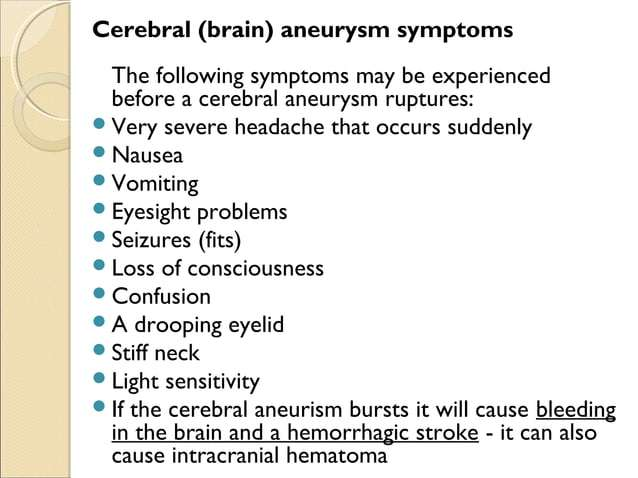 Cerebral (brain) aneurysm symptoms
The following symptoms may be experienced
before a cerebral aneurysm ruptures:
Very severe headache that occurs suddenly
Nausea
Vomiting
Eyesight problems
Seizures (fits)
Loss of consciousness
Confusion
A drooping eyelid
Stiff neck
Light sensitivity
If the cerebral aneurism bursts it will cause bleeding
in the brain and a hemorrhagic stroke - it can also
cause intracranial hematoma